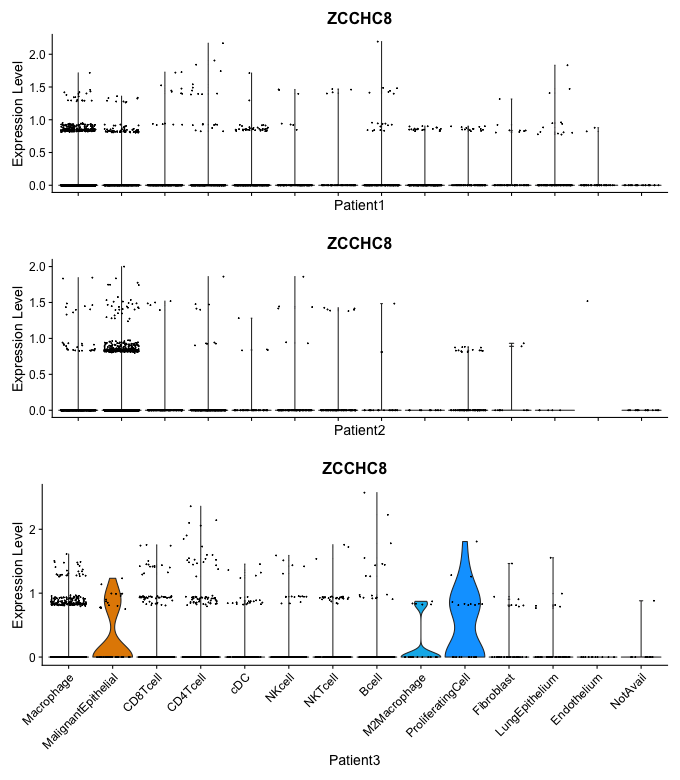 ZCCHC8
Expression Level
2.0
1.5
1.0
0.5
0.0
Patient1
ZCCHC8
Expression Level
2.0
1.5
1.0
0.5
0.0
Patient2
ZCCHC8
Expression Level
2
1
0
Macrophage
MalignantEpithelial
CD8Tcell
CD4Tcell
cDC
NKcell
NKTcell
Bcell
M2Macrophage
ProliferatingCell
Fibroblast
LungEpithelium
Endothelium
NotAvail
Patient3